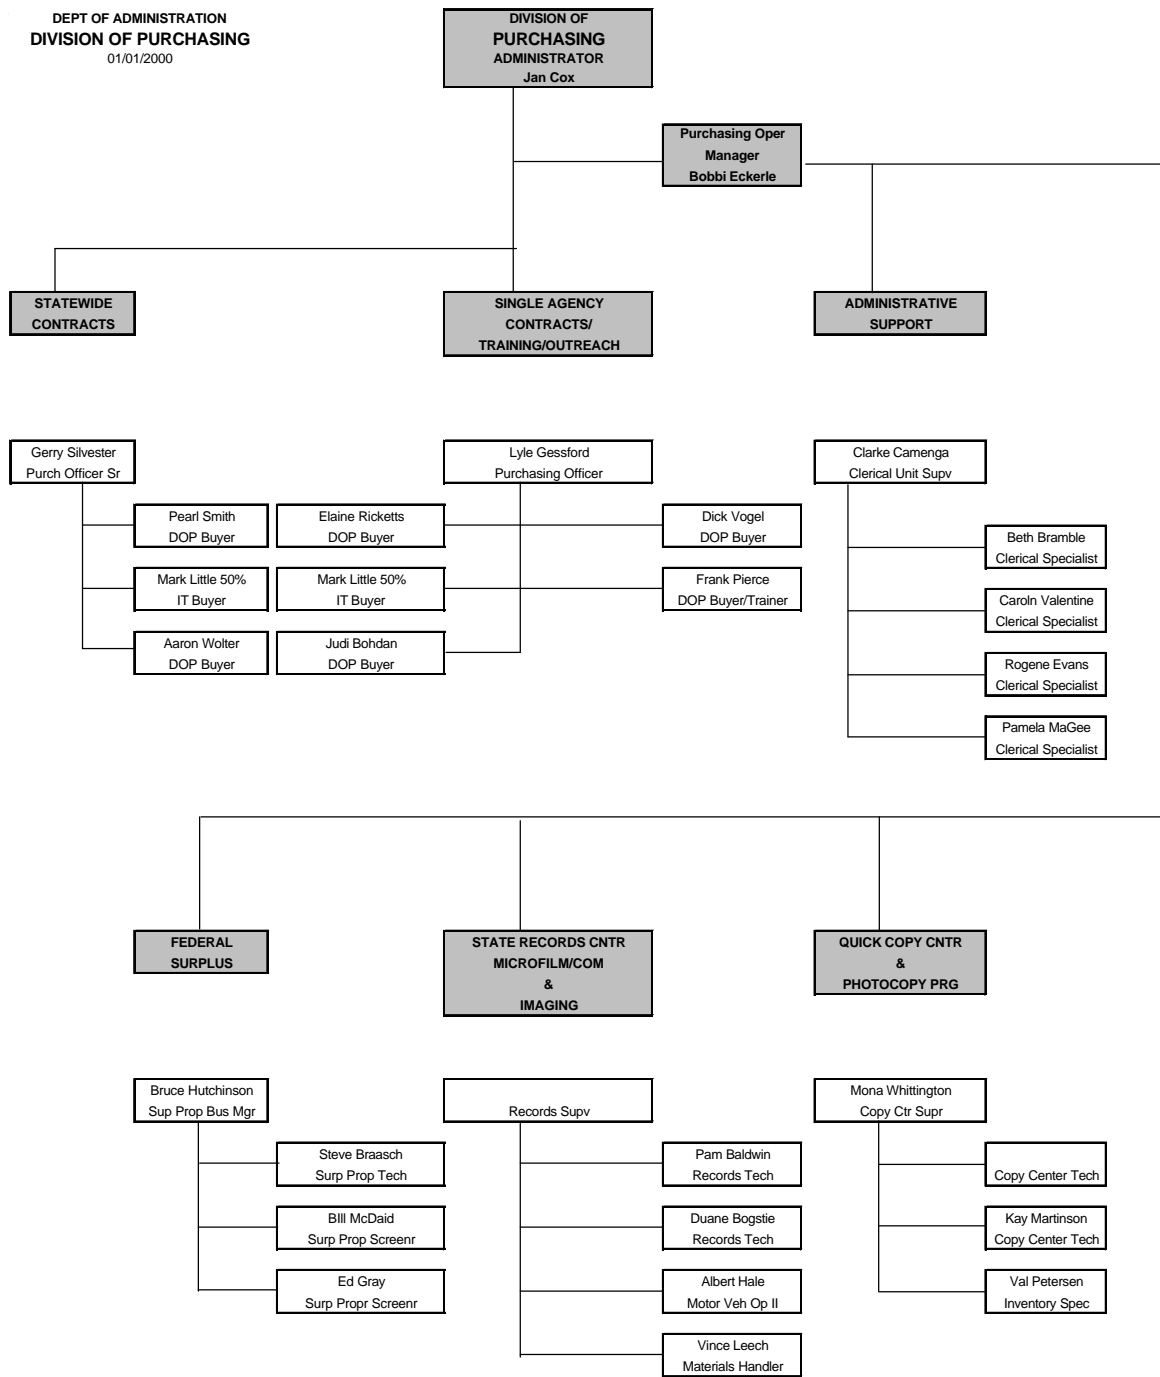 DEPT OF ADMINISTRATION
DIVISION OF PURCHASING
01/01/2000
DIVISION OF
PURCHASING
ADMINISTRATOR
Jan Cox
Purchasing Oper
Manager
Bobbi Eckerle
STATEWIDE
CONTRACTS
SINGLE AGENCY
CONTRACTS/
TRAINING/OUTREACH
ADMINISTRATIVE
SUPPORT
Gerry Silvester
Purch Officer Sr
Pearl Smith
DOP Buyer
Mark Little 50%
IT Buyer
Aaron Wolter
DOP Buyer
Lyle Gessford
Purchasing Officer
Elaine Ricketts
DOP Buyer
Mark Little 50%
IT Buyer
Judi Bohdan
DOP Buyer
Dick Vogel
DOP Buyer
Frank Pierce
DOP Buyer/Trainer
Clarke Camenga
Clerical Unit Supv
Beth Bramble
Clerical Specialist
Caroln Valentine
Clerical Specialist
Rogene Evans
Clerical Specialist
Pamela MaGee
Clerical Specialist
FEDERAL
SURPLUS
STATE RECORDS CNTR
MICROFILM/COM
&
IMAGING
QUICK COPY CNTR
&
PHOTOCOPY PRG
Bruce Hutchinson
Sup Prop Bus Mgr
Steve Braasch
Surp Prop Tech
BIll McDaid
Surp Prop Screenr
Ed Gray
Surp Propr Screenr
Records Supv
Pam Baldwin
Records Tech
Duane Bogstie
Records Tech
Albert Hale
Motor Veh Op II
Vince Leech
Materials Handler
Mona Whittington
Copy Ctr Supr
Copy Center Tech
Kay Martinson
Copy Center Tech
Val Petersen
Inventory Spec